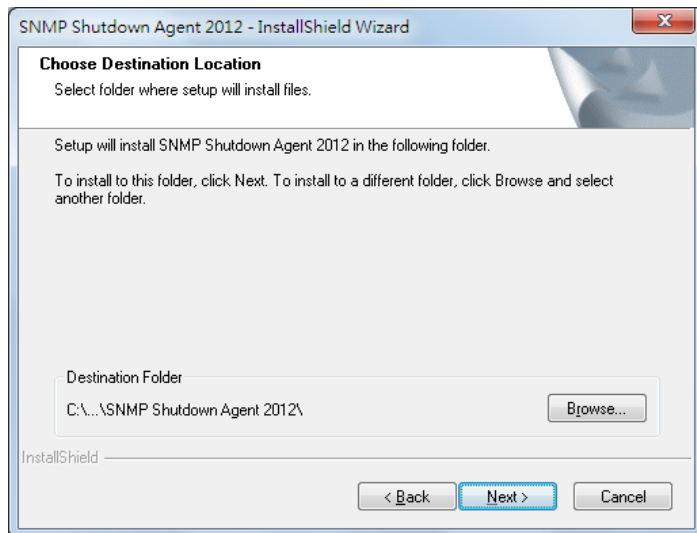 SNMP Shutdown Agent 2012 - InstallShield Wizard
Choose Destination Location
Select folder where setup will install files.
Setup will install SNMP Shutdown Agent 2012 in the following folder.
To install to this folder, click Next. To install to a different folder, click Browse and select
another folder.
Destination Folder
C:\...\SNMP Shutdown Agent 2012\
Browse...
InstallShield
< Back
Next >
Cancel